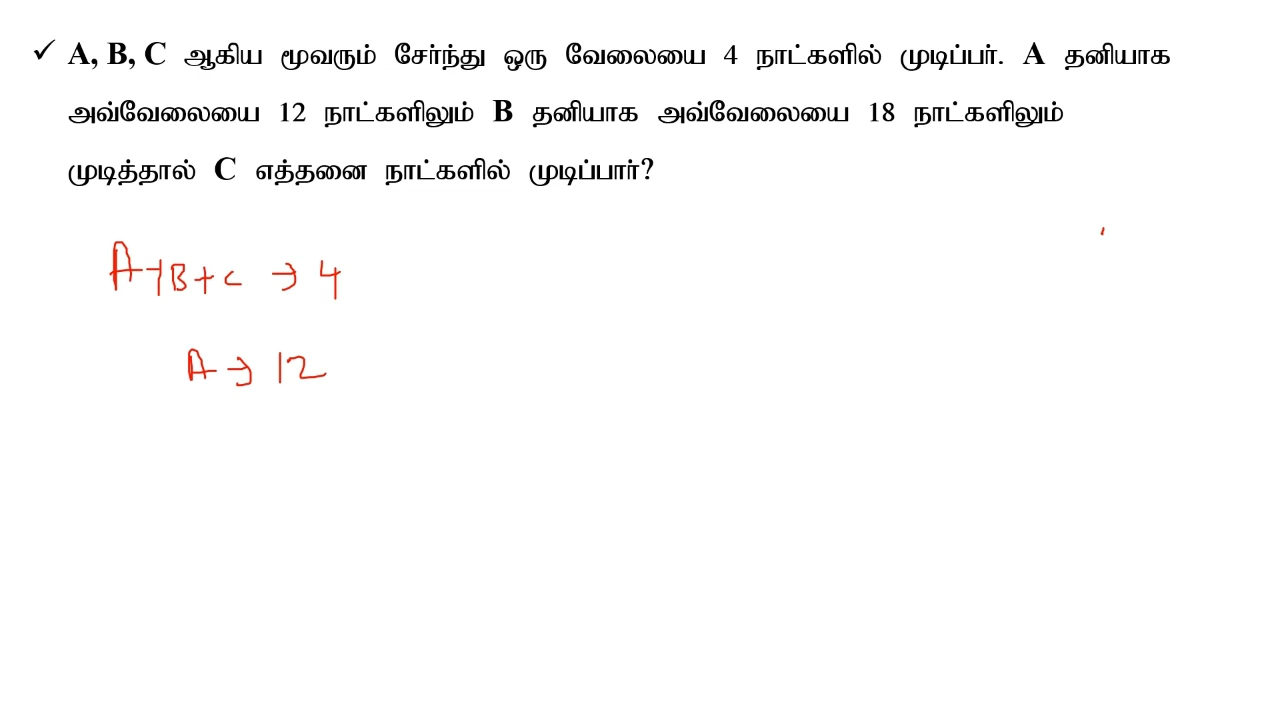 ✓ A, B, C ஆகிய மூவரும் சேர்ந்து ஒரு வேலையை 4 நாட்களில் முடிப்பர். A தனியாக
அவ்வேலையை 12 நாட்களிலும் B தனியாக அவ்வேலையை 18 நாட்களிலும்
முடித்தால் C எத்தனை நாட்களில் முடிப்பார்?
A+B+C → 4
A → 12